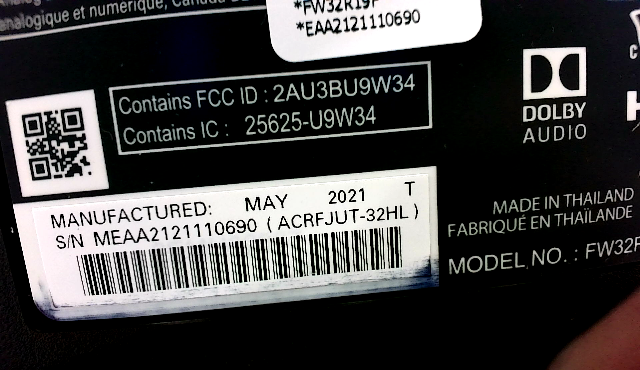 analogique et numérique, Canada
*FW32R19F
*EAA2121110690
Contains FCC ID : 2AU3BU9W34
Contains IC : 25625-U9W34
DOLBY
AUDIO
MANUFACTURED: MAY 2021 T
S/N MEAA2121110690 ( ACRFJUT-32HL )
MADE IN THAILAND
FABRIQUÉ EN THAÏLANDE
MODEL NO. : FW32R